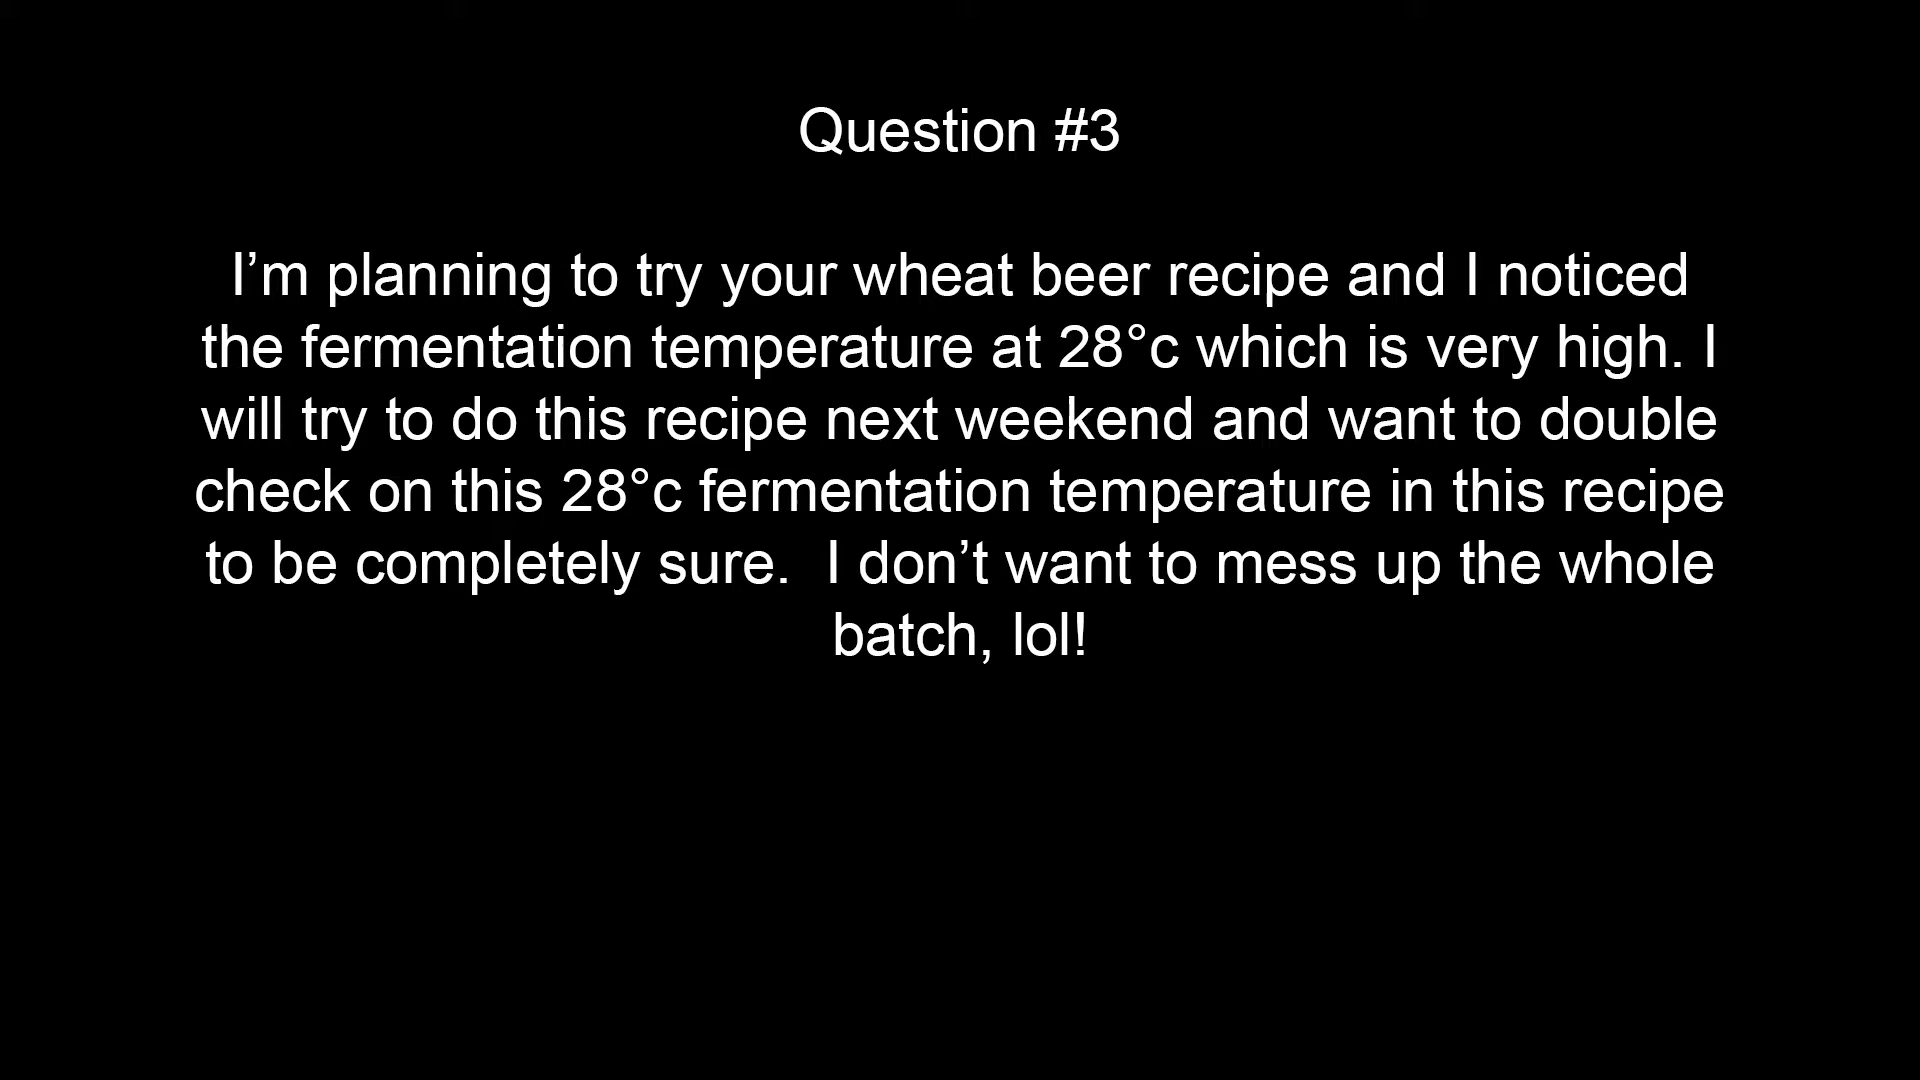 Question #3
I’m planning to try your wheat beer recipe and I noticed
the fermentation temperature at 28°c which is very high. I
will try to do this recipe next weekend and want to double
check on this 28°c fermentation temperature in this recipe
to be completely sure.  I don’t want to mess up the whole
batch, lol!